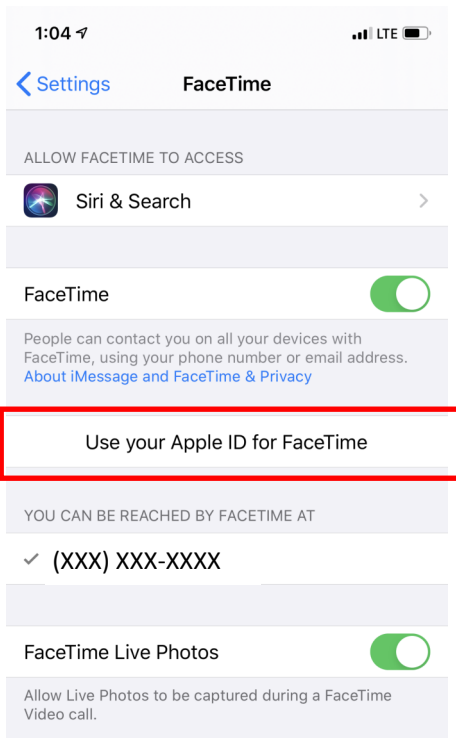 1:04 LTE
Settings FaceTime
ALLOW FACETIME TO ACCESS
Siri & Search
FaceTime
People can contact you on all your devices with
FaceTime, using your phone number or email address.
About iMessage and FaceTime & Privacy
Use your Apple ID for FaceTime
YOU CAN BE REACHED BY FACETIME AT
(XXX) XXX-XXXX
FaceTime Live Photos
Allow Live Photos to be captured during a FaceTime
Video call.